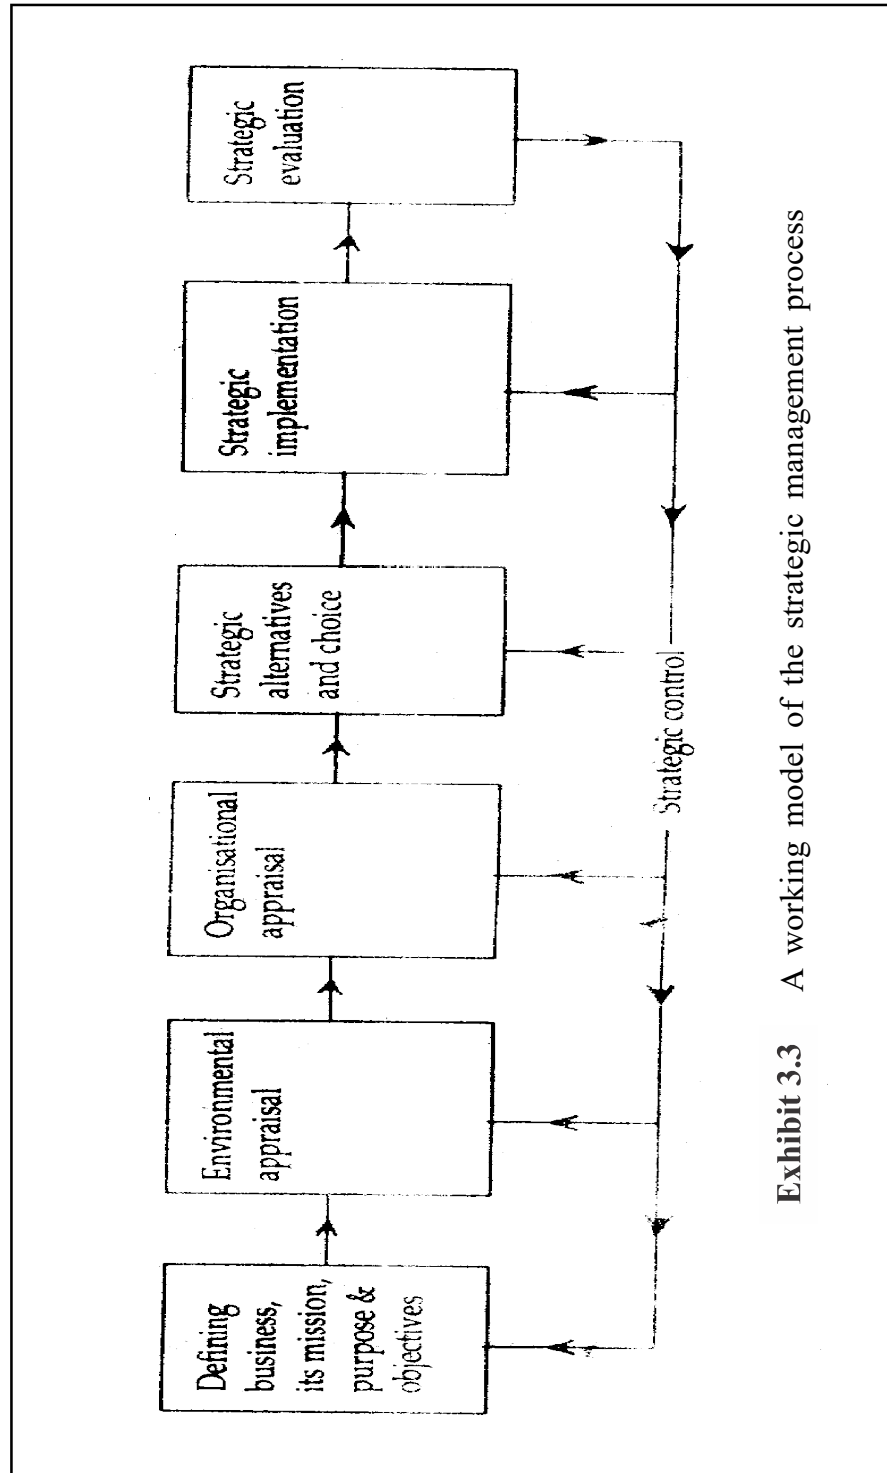 Defining
business,
its mission,
purpose &
objectives
Environmental
appraisal
Organisational
appraisal
Strategic
alternatives
and choice
Strategic
implementation
Strategic
evaluation
Strategic control
Exhibit 3.3 A working model of the strategic management process